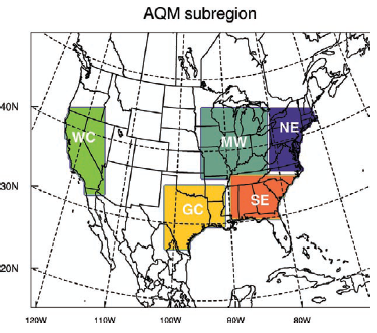 AQM subregion
40N
WC
MW
NE
30N
GC
SE
20N
120W 110W 100W 90W 80W